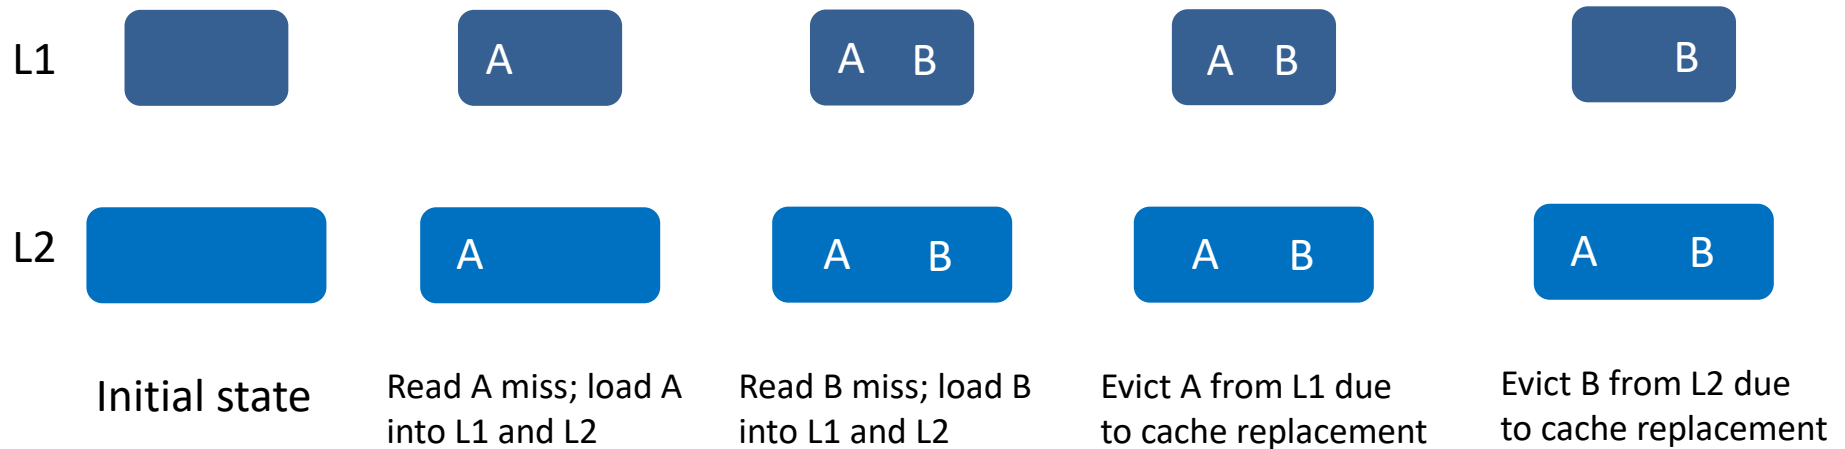 L1
A
A B
A B
B
L2
A
A B
A B
A B
Initial state
Read A miss; load A
into L1 and L2
Read B miss; load B
into L1 and L2
Evict A from L1 due
to cache replacement
Evict B from L2 due
to cache replacement